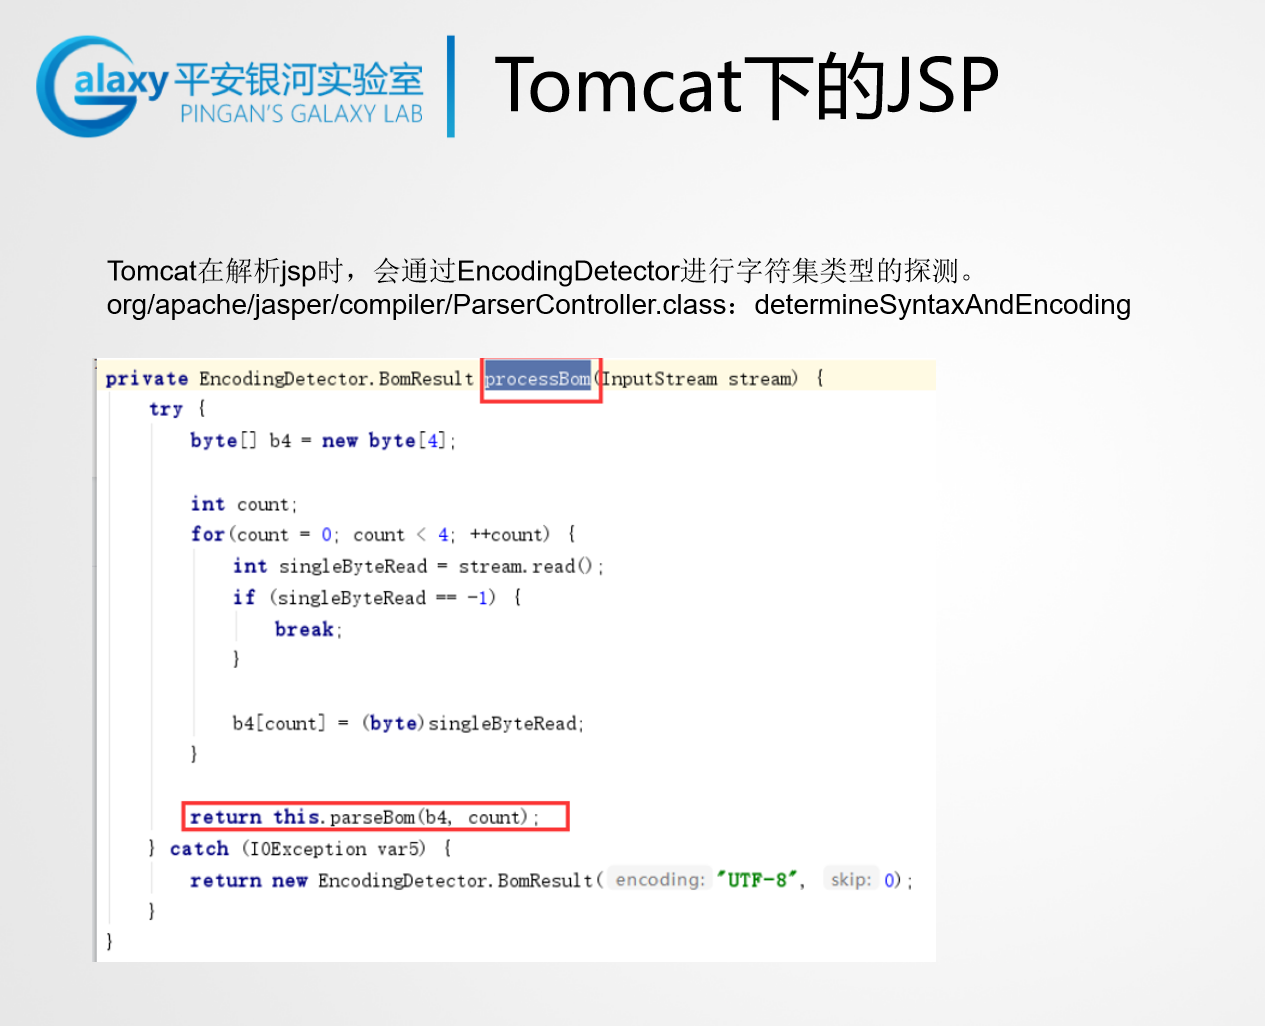 Galaxy平安银河实验室
PINGAN'S GALAXY LAB
Tomcat下的JSP
Tomcat在解析jsp时，会通过EncodingDetector进行字符集类型的探测。
org/apache/jasper/compiler/ParserController.class：determineSyntaxAndEncoding
private EncodingDetector.BomResult processBom(InputStream stream) {
try {
byte[] b4 = new byte[4];
int count;
for(count = 0; count < 4; ++count) {
int singleByteRead = stream.read();
if (singleByteRead == -1) {
break;
}
b4[count] = (byte)singleByteRead;
}
return this.parseBom(b4, count);
} catch (IOException var5) {
return new EncodingDetector.BomResult( encoding: "UTF-8", skip: 0);
}
}